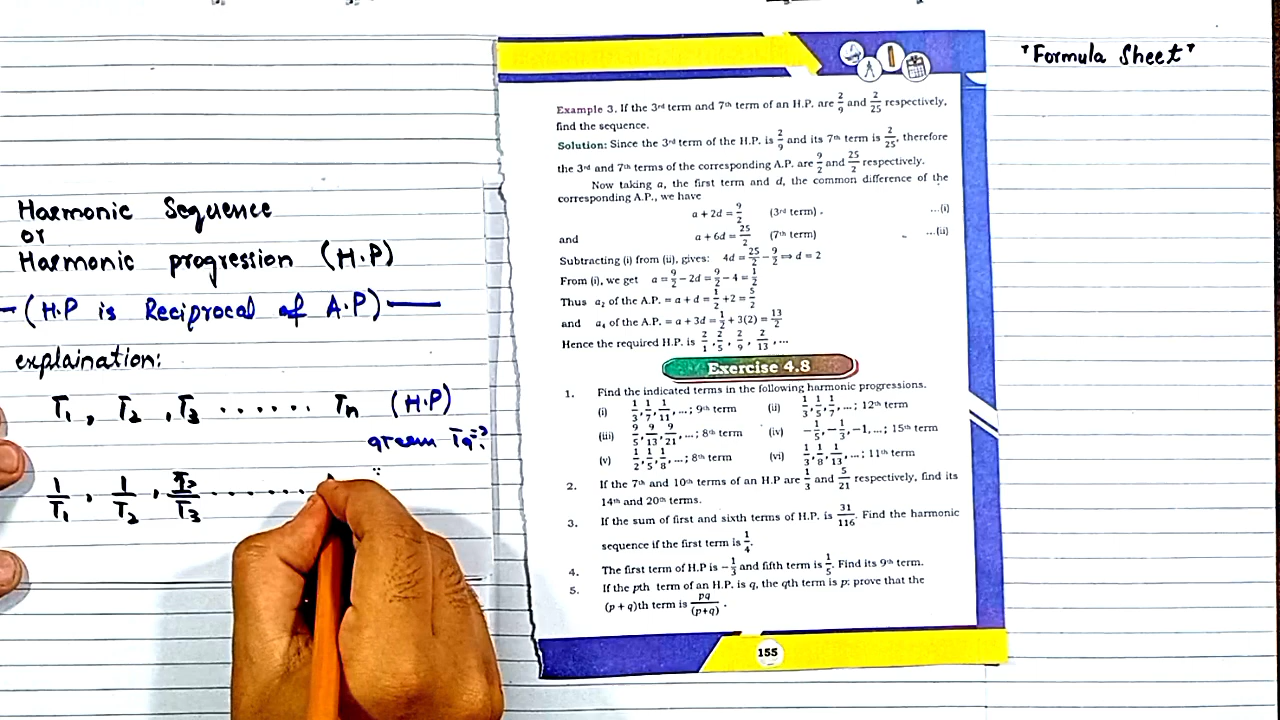 Harmonic Sequence
or
Harmonic progression (H.P)
(H.P is Reciprocal of A.P)
explaination:
T₁, T₂, T₃ ...... Tn (H.P)
1/T₁, 1/T₂, /T₃ ........
Example 3. If the 3rd term and 7th term of an H.P. are 2/9 and 2/25 respectively,
find the sequence.
Solution: Since the 3rd term of the H.P. is 2/9 and its 7th term is 2/25, therefore
the 3rd and 7th terms of the corresponding A.P. are 9/2 and 25/2 respectively.
Now taking a, the first term and d, the common difference of the
corresponding A.P., we have
a + 2d = 9/2 (3rd term) ...(i)
and a + 6d = 25/2 (7th term) ...(ii)
Subtracting (i) from (ii), gives: 4d = 25/2 − 9/2 ⟹ d = 2
From (i), we get a = 9/2 − 2d = 9/2 − 4 = 1/2
Thus a₂ of the A.P. = a + d = 1/2 + 2 = 5/2
and a₄ of the A.P. = a + 3d = 1/2 + 3(2) = 13/2
Hence the required H.P. is 2/1, 2/5, 2/9, 2/13, ...
Exercise 4.8
1. Find the indicated terms in the following harmonic progressions.
(i) 1/3, 1/7, 1/11, ...; 9th term (ii) 1/3, 1/5, 1/7, ...; 12th term
(iii) 9/5, 9/13, 9/21, ...; 8th term (iv) −1/5, −1/3, −1, ...; 15th term
(v) 1/2, 1/5, 1/8, ...; 8th term (vi) 1/3, 1/8, 1/13, ...; 11th term
2. If the 7th and 10th terms of an H.P. are 1/3 and 5/21 respectively, find its
14th and 20th terms.
3. If the sum of first and sixth terms of H.P. is 31/116. Find the harmonic
sequence if the first term is 1/4.
4. The first term of H.P is −1/3 and fifth term is 1/5. Find its 9th term.
5. If the pth term of an H.P. is q, the qth term is p: prove that the
(p + q)th term is pq/(p+q).
155
"Formula Sheet"